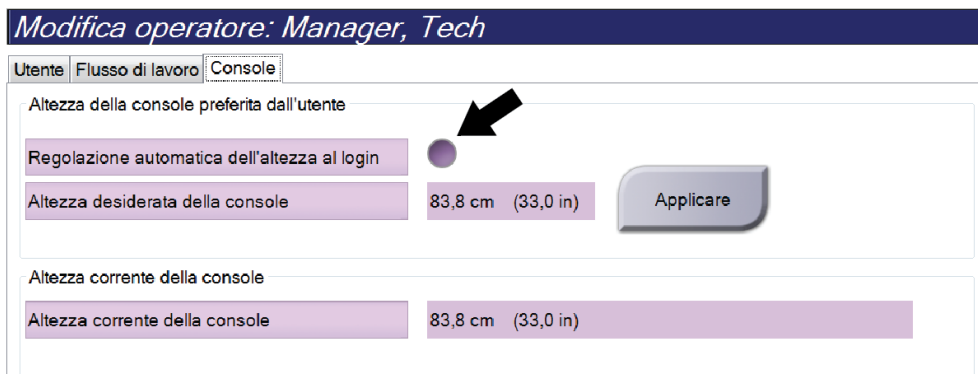 Modifica operatore: Manager, Tech
Utente Flusso di lavoro Console
Altezza della console preferita dall'utente
Regolazione automatica dell'altezza al login
Altezza desiderata della console 83,8 cm (33,0 in) Applicare
Altezza corrente della console
Altezza corrente della console 83,8 cm (33,0 in)